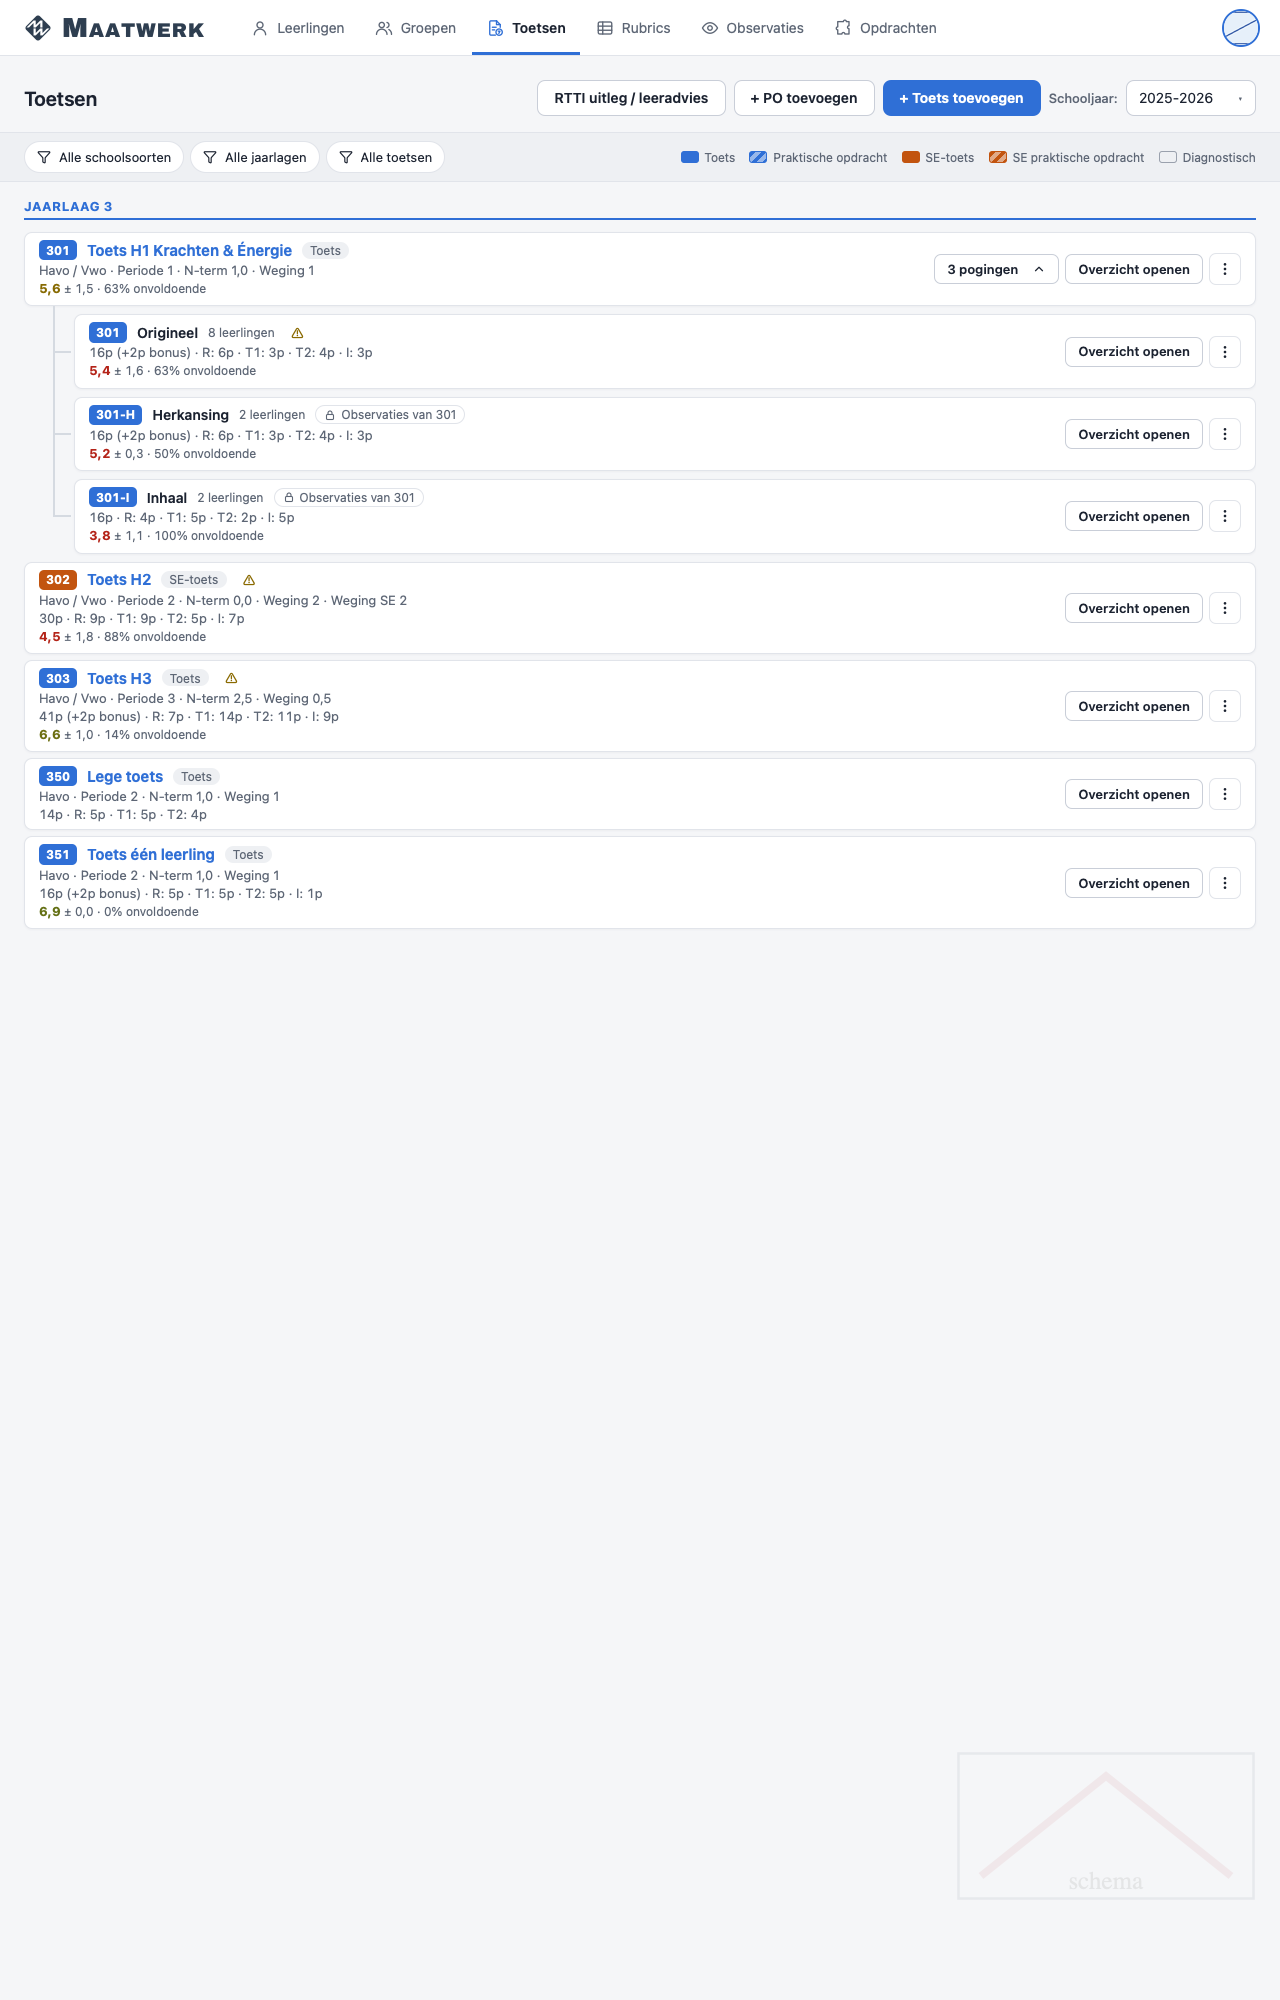 MAATWERK
Leerlingen
Groepen
Toetsen
Rubrics
Observaties
Opdrachten
Toetsen
RTTI uitleg / leeradvies
+ PO toevoegen
+ Toets toevoegen
Schooljaar:
2025-2026
Alle schoolsoorten
Alle jaarlagen
Alle toetsen
Toets
Praktische opdracht
SE-toets
SE praktische opdracht
Diagnostisch
JAARLAAG 3
301 Toets H1 Krachten & Énergie Toets
Havo / Vwo · Periode 1 · N-term 1,0 · Weging 1
5,6 ± 1,5 · 63% onvoldoende
3 pogingen
Overzicht openen
301 Origineel 8 leerlingen
16p (+2p bonus) · R: 6p · T1: 3p · T2: 4p · I: 3p
5,4 ± 1,6 · 63% onvoldoende
Overzicht openen
301-H Herkansing 2 leerlingen Observaties van 301
16p (+2p bonus) · R: 6p · T1: 3p · T2: 4p · I: 3p
5,2 ± 0,3 · 50% onvoldoende
Overzicht openen
301-I Inhaal 2 leerlingen Observaties van 301
16p · R: 4p · T1: 5p · T2: 2p · I: 5p
3,8 ± 1,1 · 100% onvoldoende
Overzicht openen
302 Toets H2 SE-toets
Havo / Vwo · Periode 2 · N-term 0,0 · Weging 2 · Weging SE 2
30p · R: 9p · T1: 9p · T2: 5p · I: 7p
4,5 ± 1,8 · 88% onvoldoende
Overzicht openen
303 Toets H3 Toets
Havo / Vwo · Periode 3 · N-term 2,5 · Weging 0,5
41p (+2p bonus) · R: 7p · T1: 14p · T2: 11p · I: 9p
6,6 ± 1,0 · 14% onvoldoende
Overzicht openen
350 Lege toets Toets
Havo · Periode 2 · N-term 1,0 · Weging 1
14p · R: 5p · T1: 5p · T2: 4p
Overzicht openen
351 Toets één leerling Toets
Havo · Periode 2 · N-term 1,0 · Weging 1
16p (+2p bonus) · R: 5p · T1: 5p · T2: 5p · I: 1p
6,9 ± 0,0 · 0% onvoldoende
Overzicht openen
schema